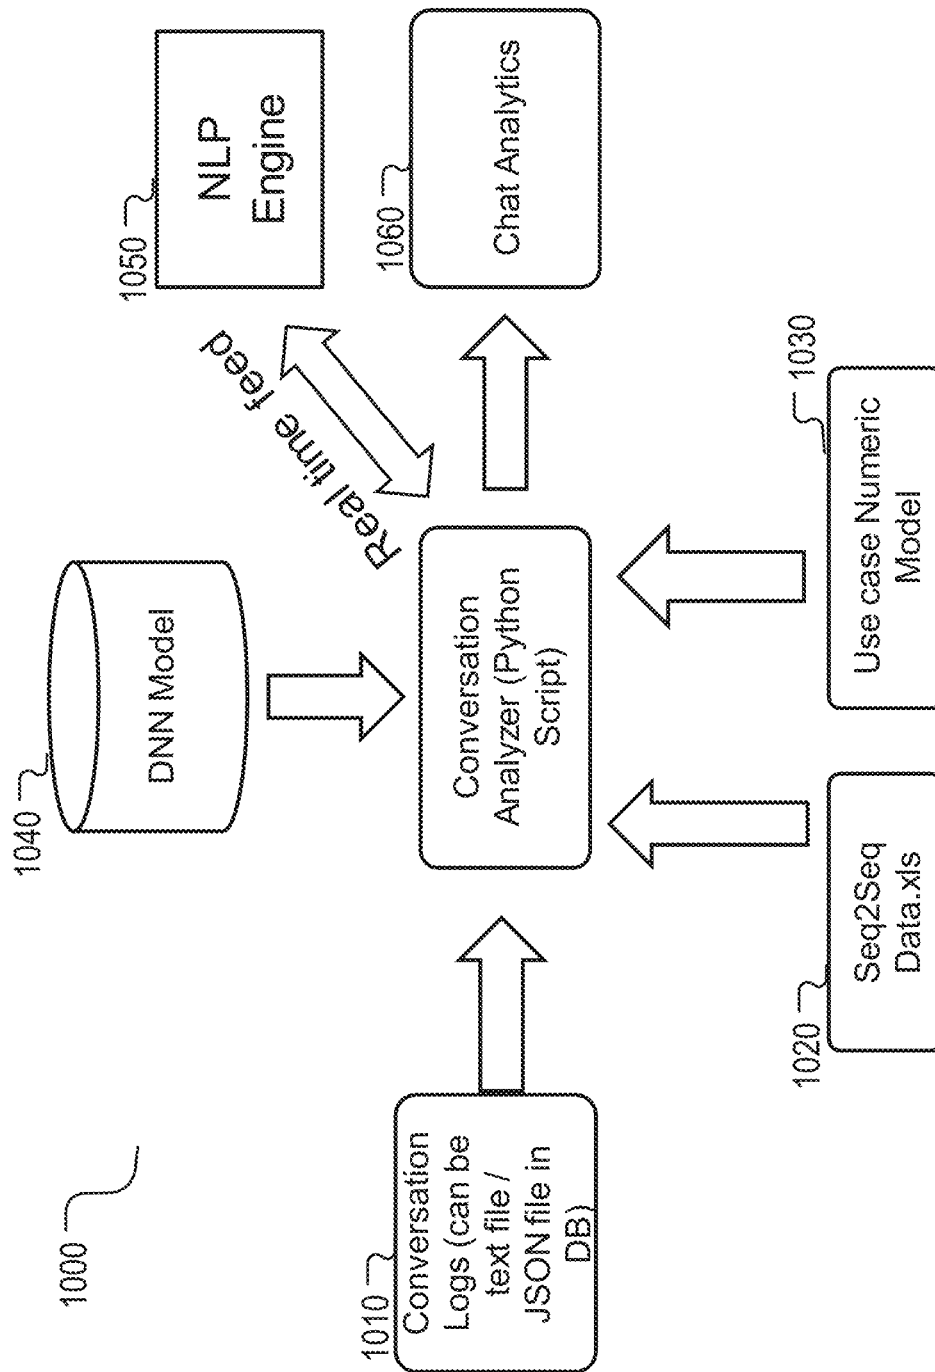 1000
1010
Conversation
Logs (can be
text file /
JSON file in
DB)
1040
DNN Model
Conversation
Analyzer (Python
Script)
1020
Seq2Seq
Data.xls
1030
Use case Numeric
Model
Real time feed
1050
NLP
Engine
1060
Chat Analytics